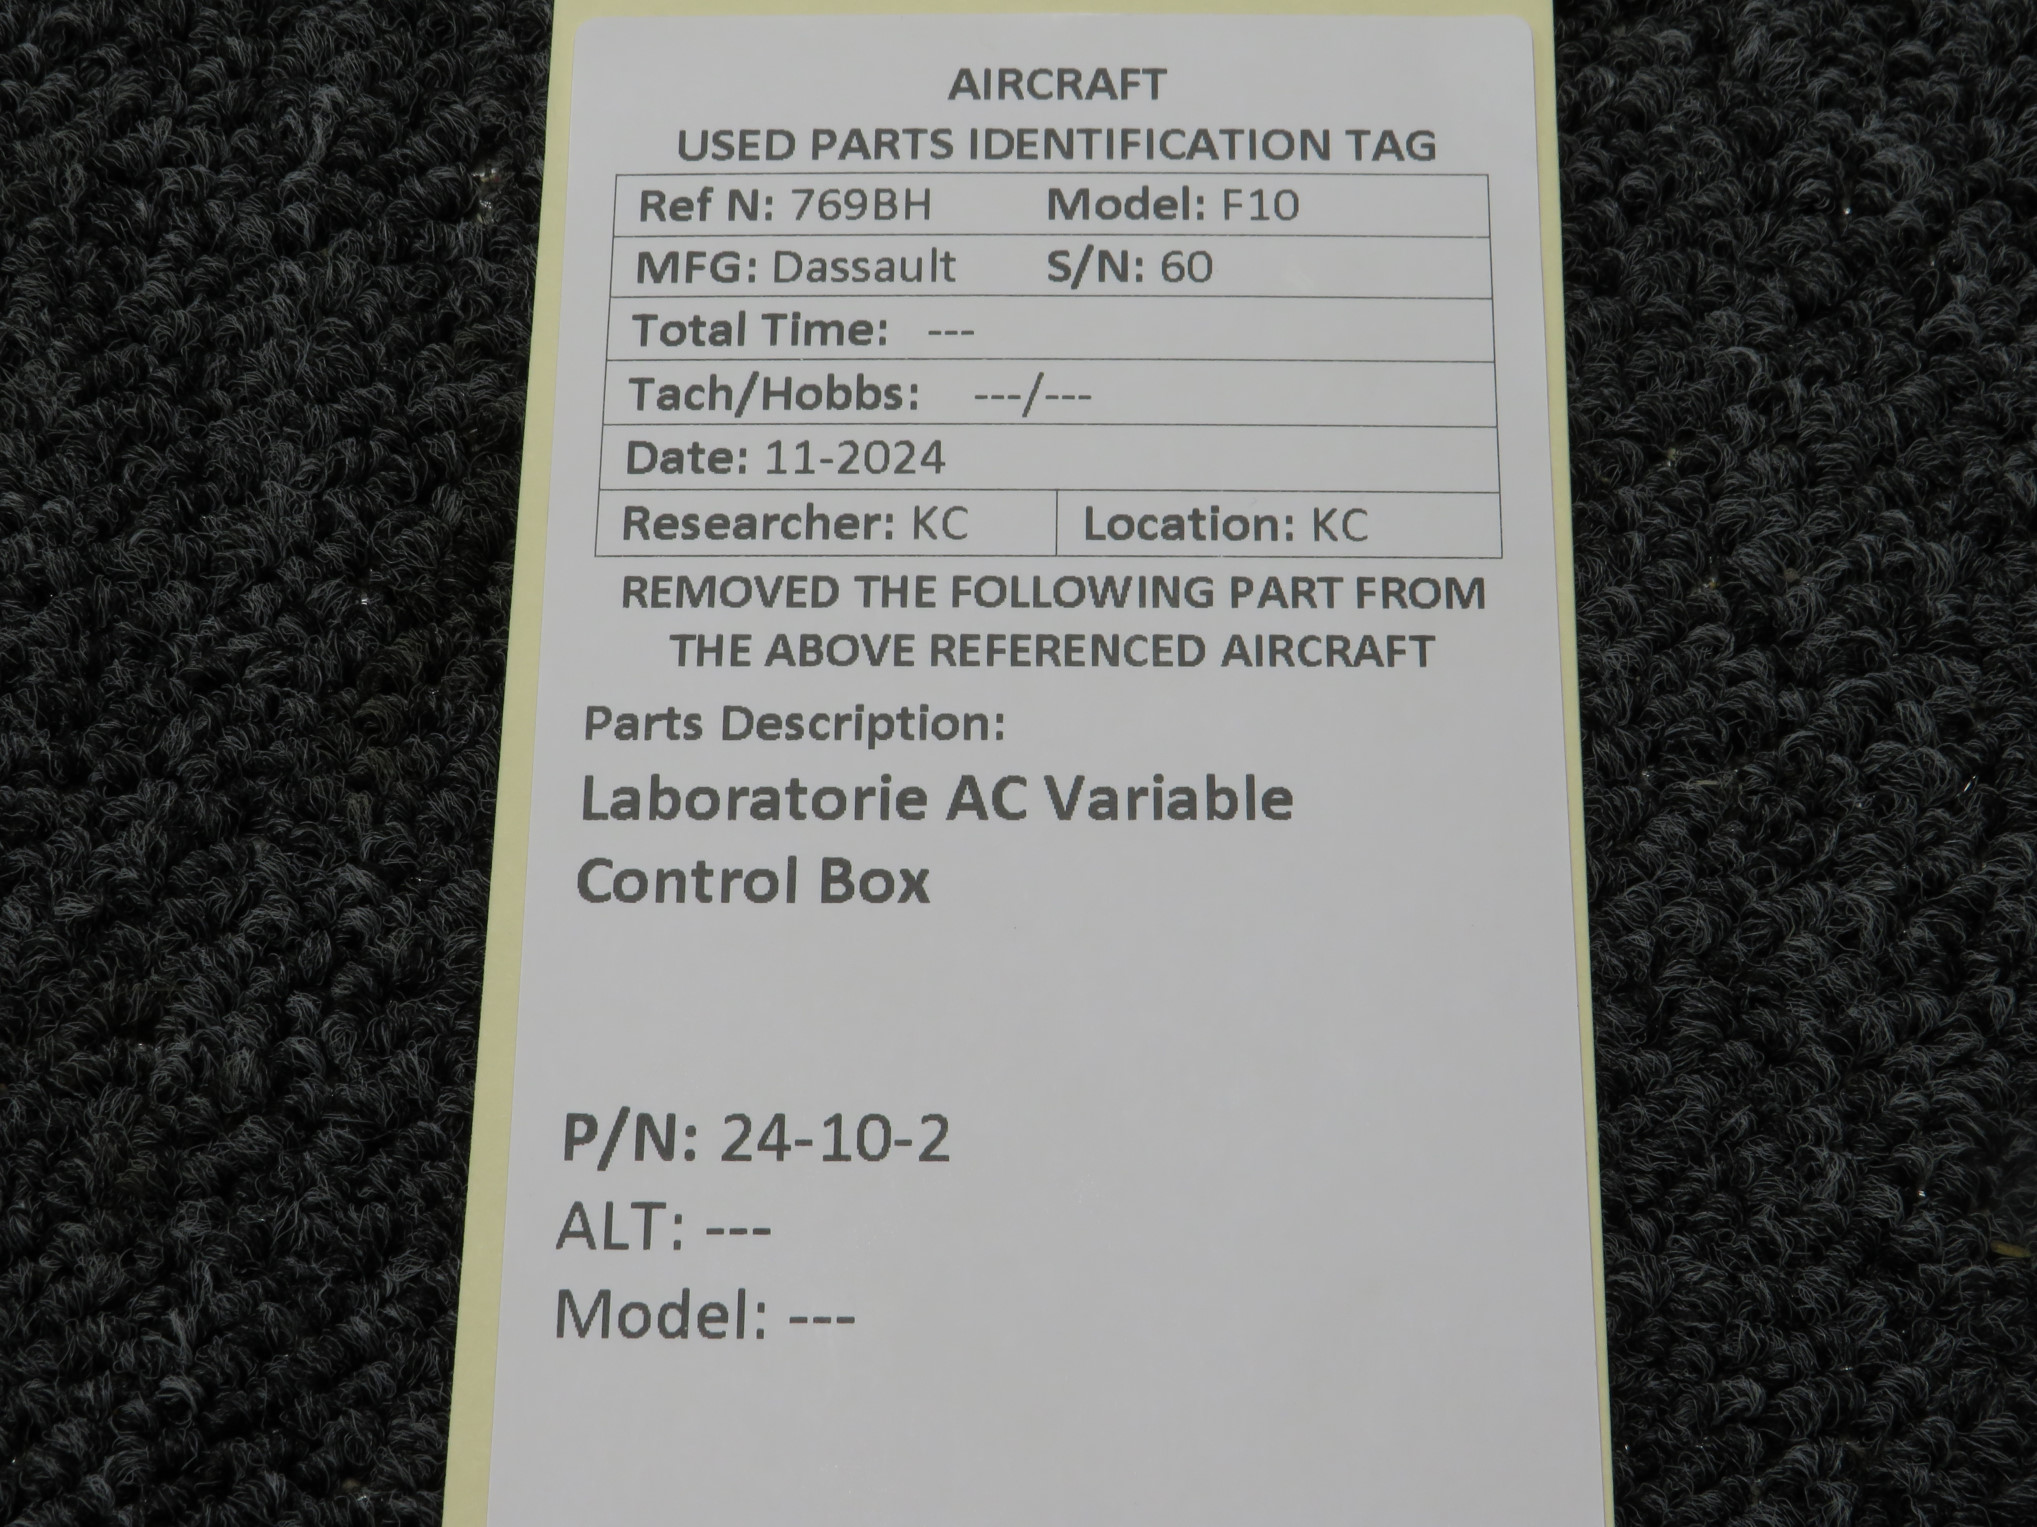 AIRCRAFT
USED PARTS IDENTIFICATION TAG
Ref N: 769BH Model: F10
MFG: Dassault S/N: 60
Total Time: ---
Tach/Hobbs: ---/---
Date: 11-2024
Researcher: KC Location: KC
REMOVED THE FOLLOWING PART FROM
THE ABOVE REFERENCED AIRCRAFT
Parts Description:
Laboratorie AC Variable
Control Box
P/N: 24-10-2
ALT: ---
Model: ---